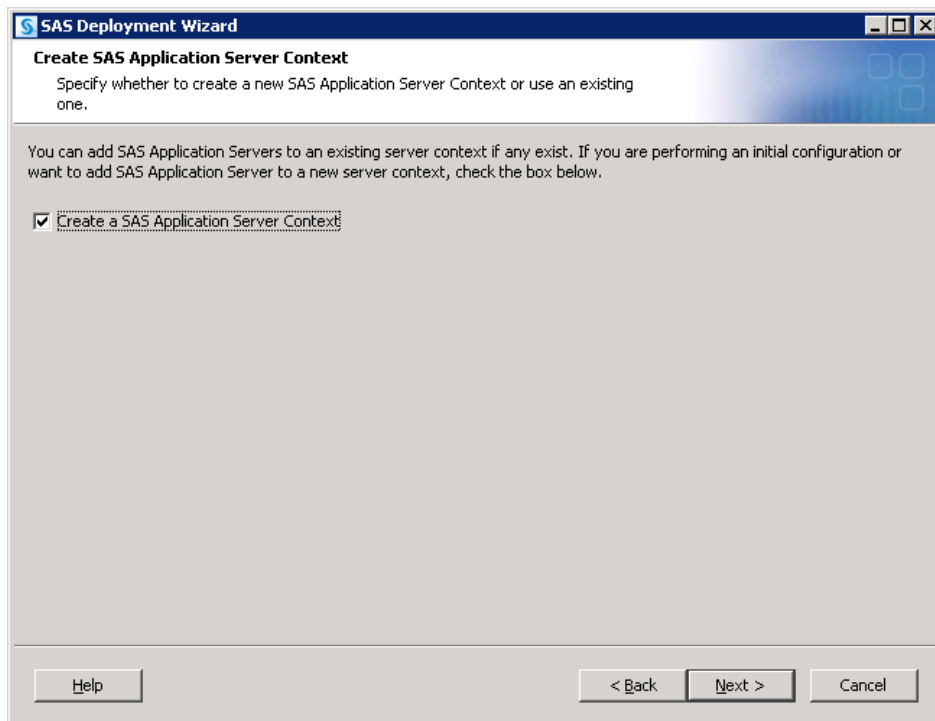 SAS Deployment Wizard
Create SAS Application Server Context
Specify whether to create a new SAS Application Server Context or use an existing
one.
You can add SAS Application Servers to an existing server context if any exist. If you are performing an initial configuration or
want to add SAS Application Server to a new server context, check the box below.
Create a SAS Application Server Context
Help
< Back
Next >
Cancel